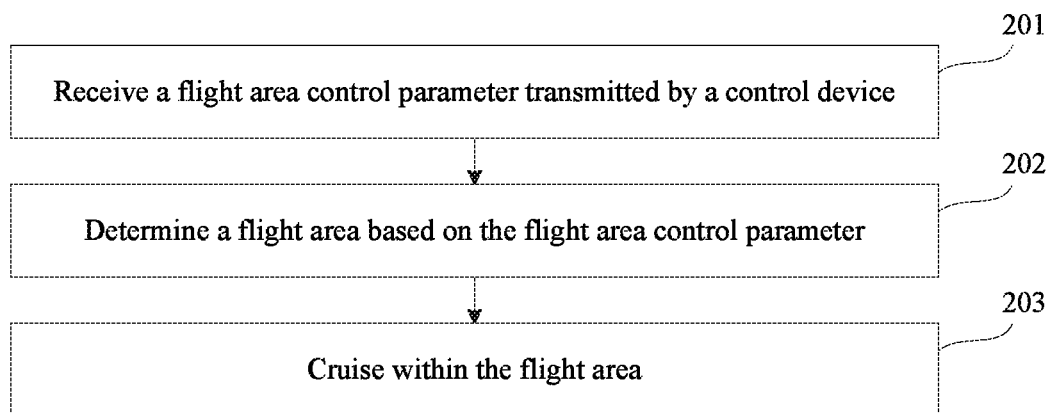 201
Receive a flight area control parameter transmitted by a control device
202
Determine a flight area based on the flight area control parameter
203
Cruise within the flight area